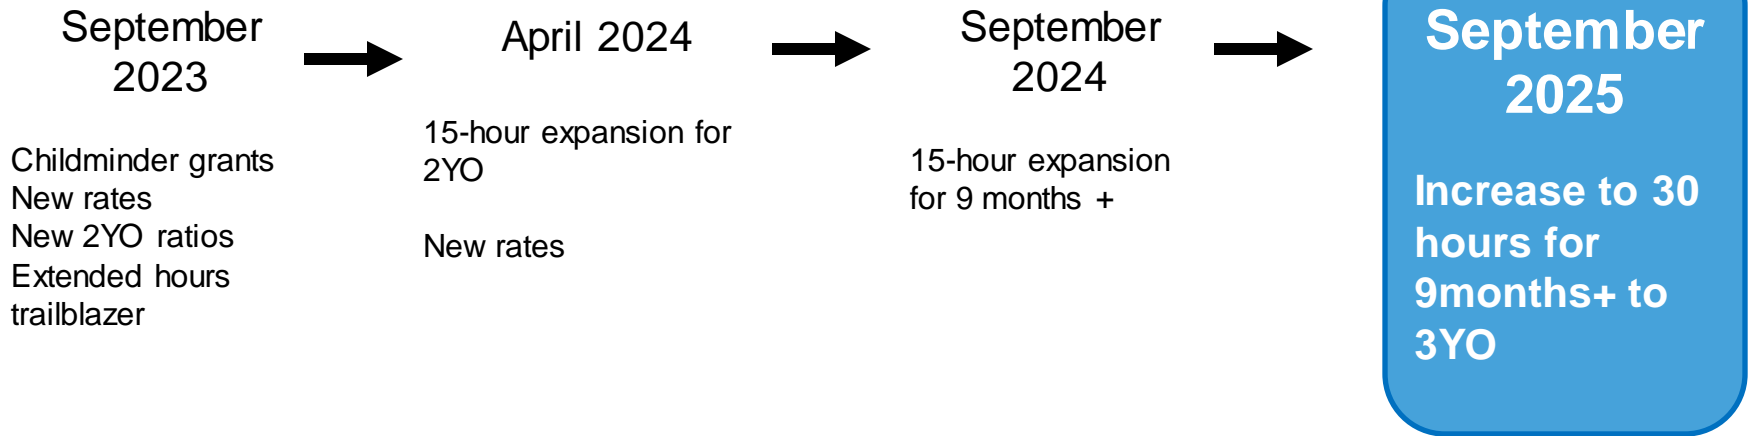 September
2023
Childminder grants
New rates
New 2YO ratios
Extended hours
trailblazer
April 2024
15-hour expansion for
2YO
New rates
September
2024
15-hour expansion
for 9 months +
September
2025
Increase to 30
hours for
9months+ to
3YO